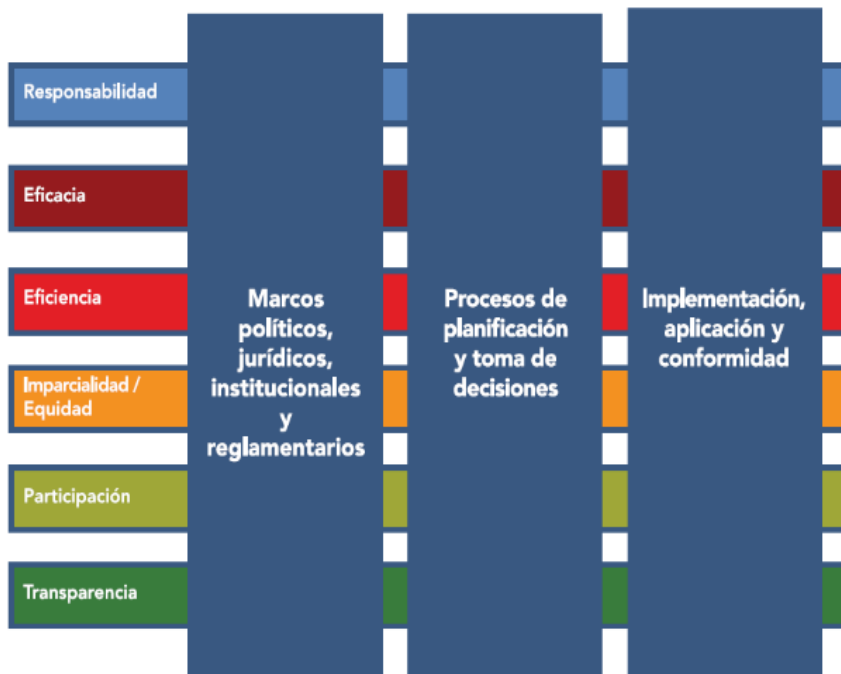 Responsabilidad
Eficacia
Eficiencia
Imparcialidad /
Equidad
Participación
Transparencia
Marcos
políticos,
jurídicos,
institucionales
y
reglamentarios
Procesos de
planificación
y toma de
decisiones
Implementación,
aplicación y
conformidad